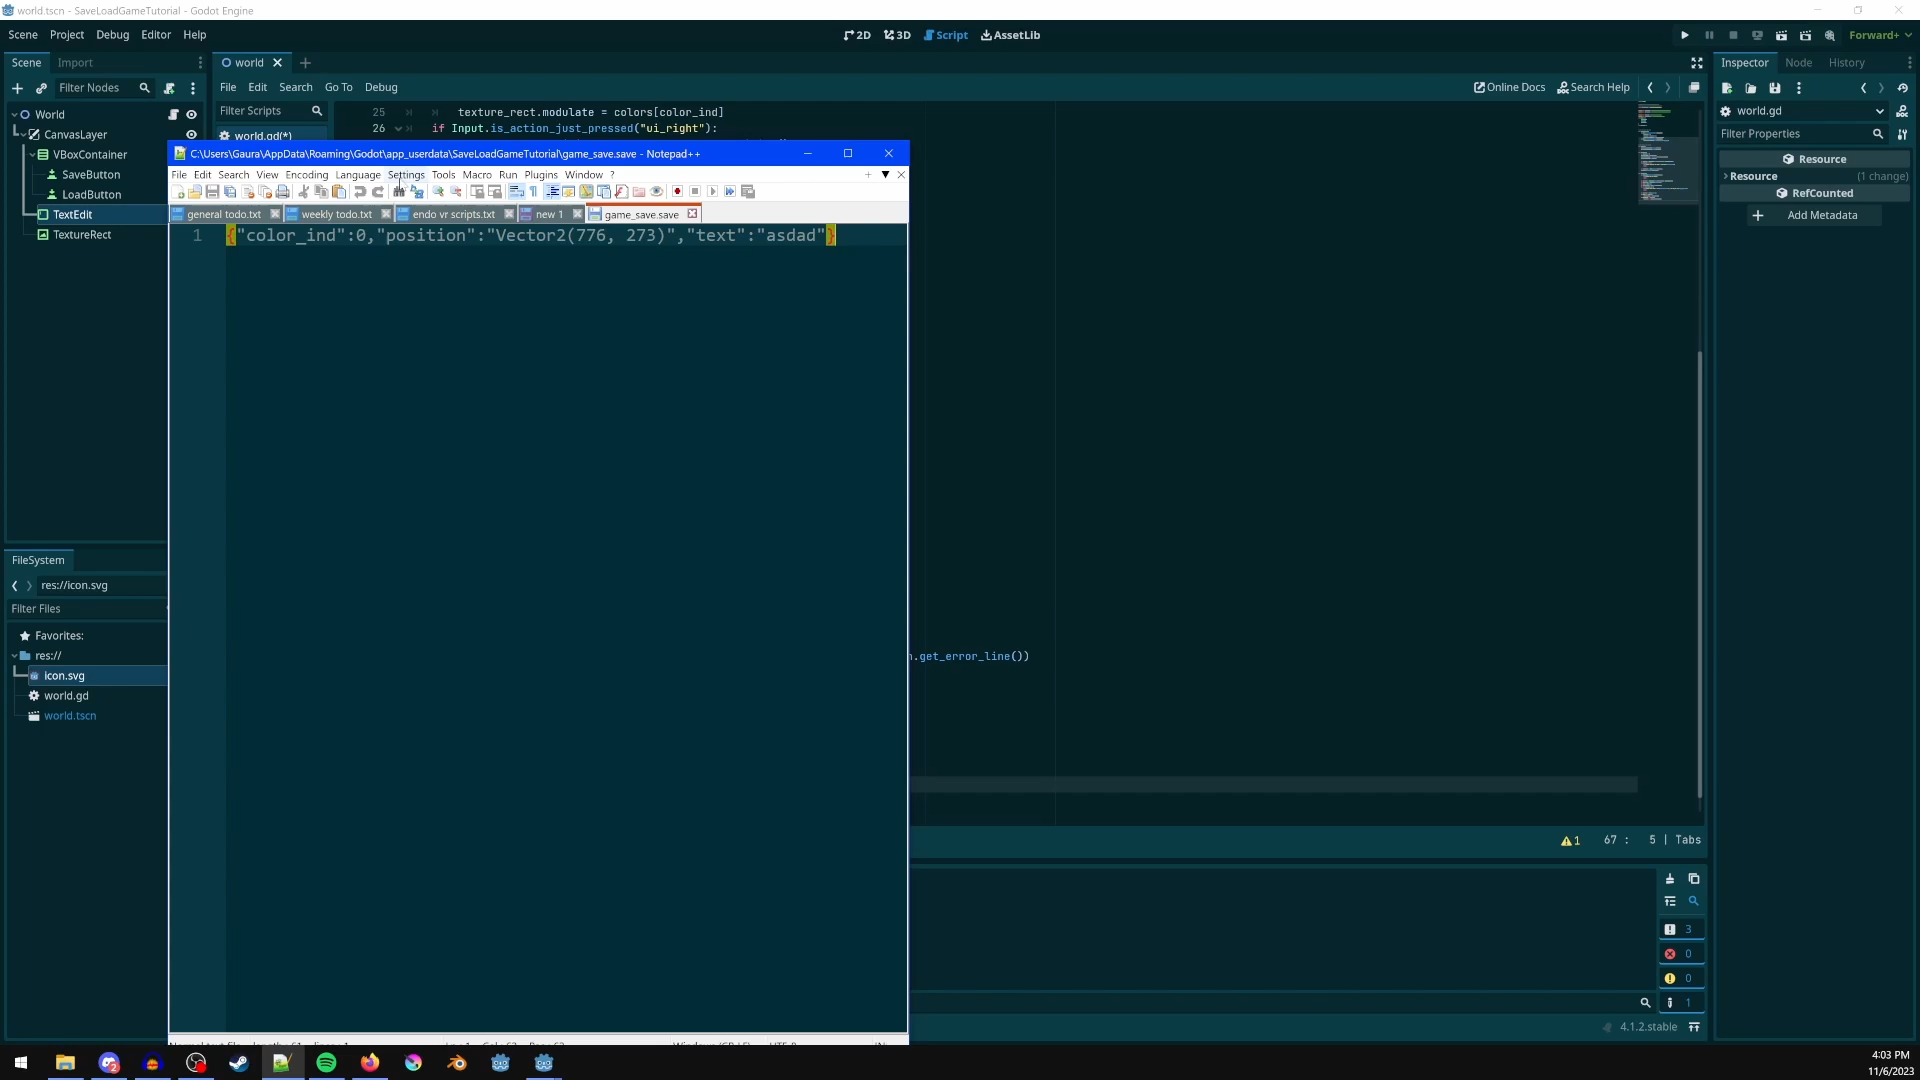 world.tscn - SaveLoadGameTutorial - Godot Engine
Scene Project Debug Editor Help
2D 3D Script AssetLib
Forward+
Scene Import
world
Inspector Node History
Filter Nodes
File Edit Search Go To Debug
Online Docs Search Help
Filter Scripts
25 texture_rect.modulate = colors[color_ind]
26 if Input.is_action_just_pressed("ui_right"):
world.gd(*)
World
CanvasLayer
VBoxContainer
SaveButton
LoadButton
TextEdit
TextureRect
C:\Users\Gaura\AppData\Roaming\Godot\app_userdata\SaveLoadGameTutorial\game_save.save - Notepad++
File Edit Search View Encoding Language Settings Tools Macro Run Plugins Window ?
general todo.txt weekly todo.txt endo vr scripts.txt new 1 game_save.save
1 {"color_ind":0,"position":"Vector2(776, 273)","text":"asdad"}
world.gd
Filter Properties
Resource
Resource (1 change)
RefCounted
Add Metadata
FileSystem
res://icon.svg
Filter Files
Favorites:
res://
icon.svg
world.gd
world.tscn
.get_error_line())
1 67 : 5 | Tabs
3
0
0
1
4.1.2.stable
2
4:03 PM
11/6/2023